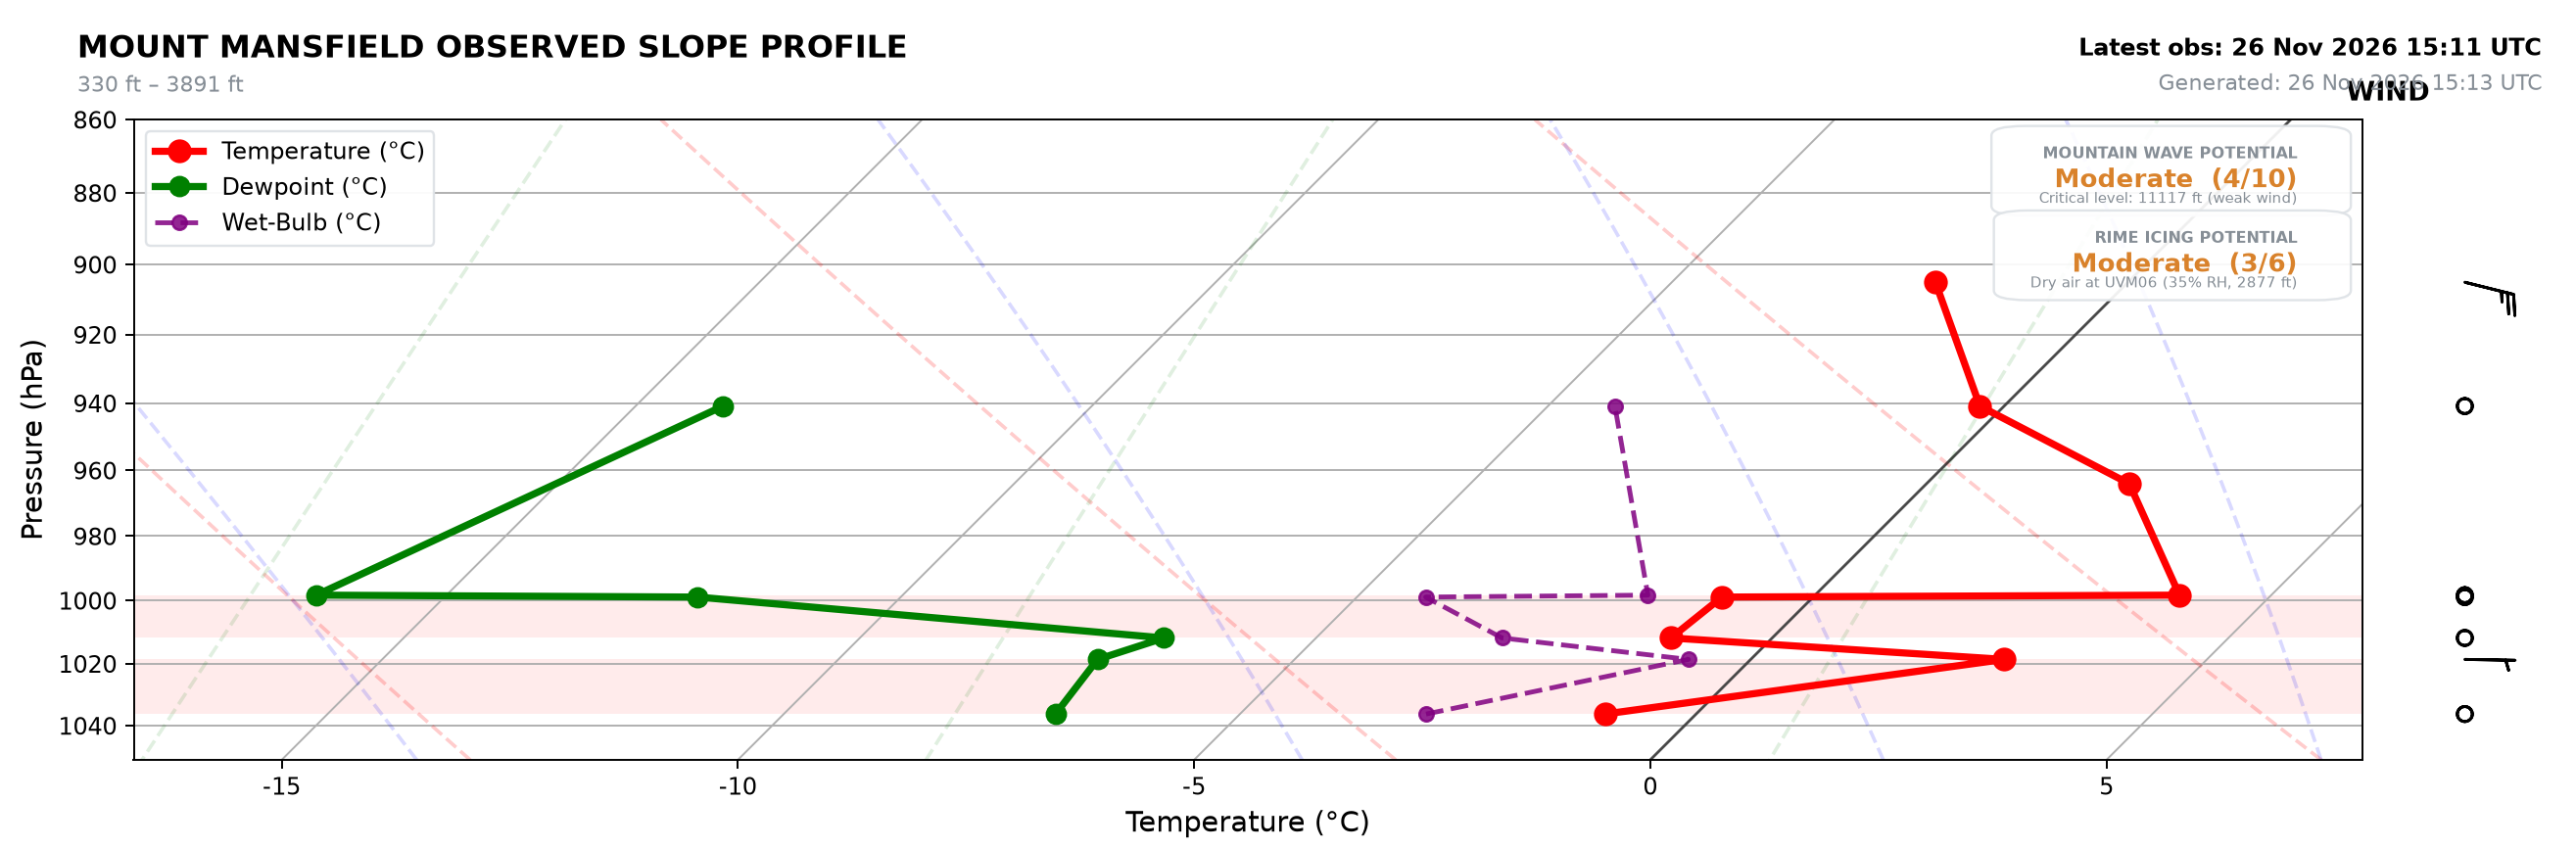 MOUNT MANSFIELD OBSERVED SLOPE PROFILE
330 ft – 3891 ft
Latest obs: 26 Nov 2026 15:11 UTC
Generated: 26 Nov 2026 15:13 UTC
WIND
Temperature (°C)
Dewpoint (°C)
Wet-Bulb (°C)
MOUNTAIN WAVE POTENTIAL
Moderate (4/10)
Critical level: 11117 ft (weak wind)
RIME ICING POTENTIAL
Moderate (3/6)
Dry air at UVM06 (35% RH, 2877 ft)
Pressure (hPa)
860
880
900
920
940
960
980
1000
1020
1040
-15 -10 -5 0 5
Temperature (°C)